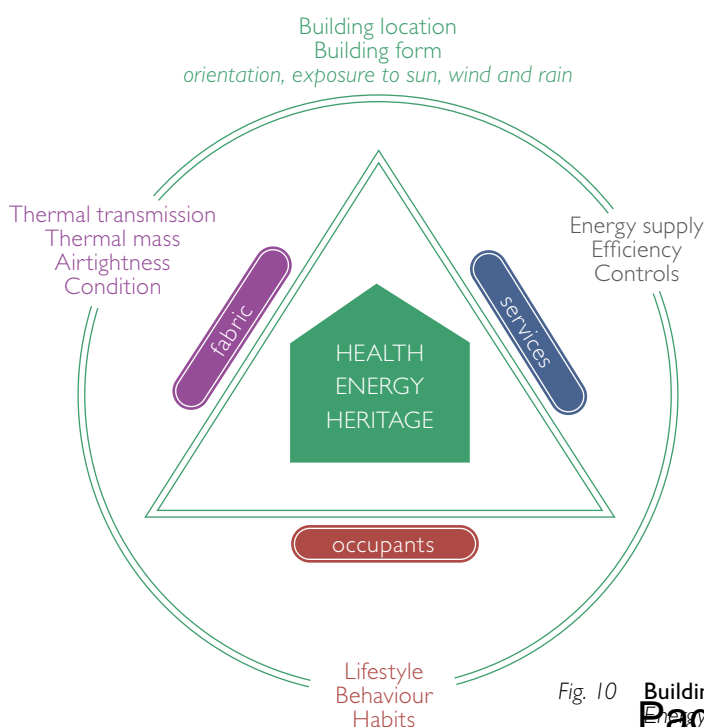 Building location
Building form
orientation, exposure to sun, wind and rain
Thermal transmission
Thermal mass
Airtightness
Condition
Energy supply
Efficiency
Controls
fabric
services
HEALTH
ENERGY
HERITAGE
occupants
Lifestyle
Behaviour
Habits
Fig. 10